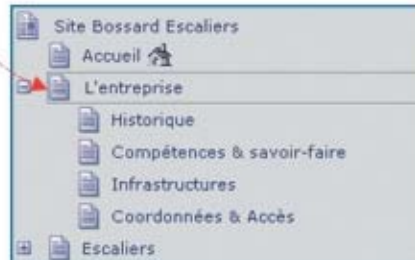 Site Bossard Escaliers
Accueil
L'entreprise
Historique
Compétences & savoir-faire
Infrastructures
Coordonnées & Accès
Escaliers